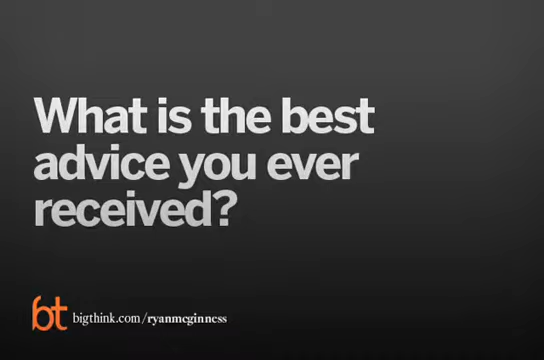 What is the best
advice you ever
received?
bt bigthink.com/ryanmcginness